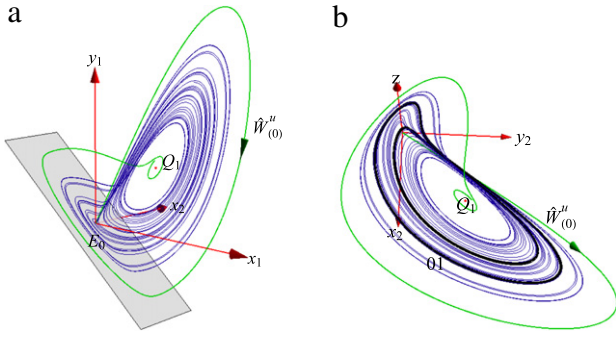 a
y₁
Ŵᵘ₍₀₎
Q₁
x₂
E₀
x₁
b
z
y₂
Q₁
Ŵᵘ₍₀₎
x₂
01